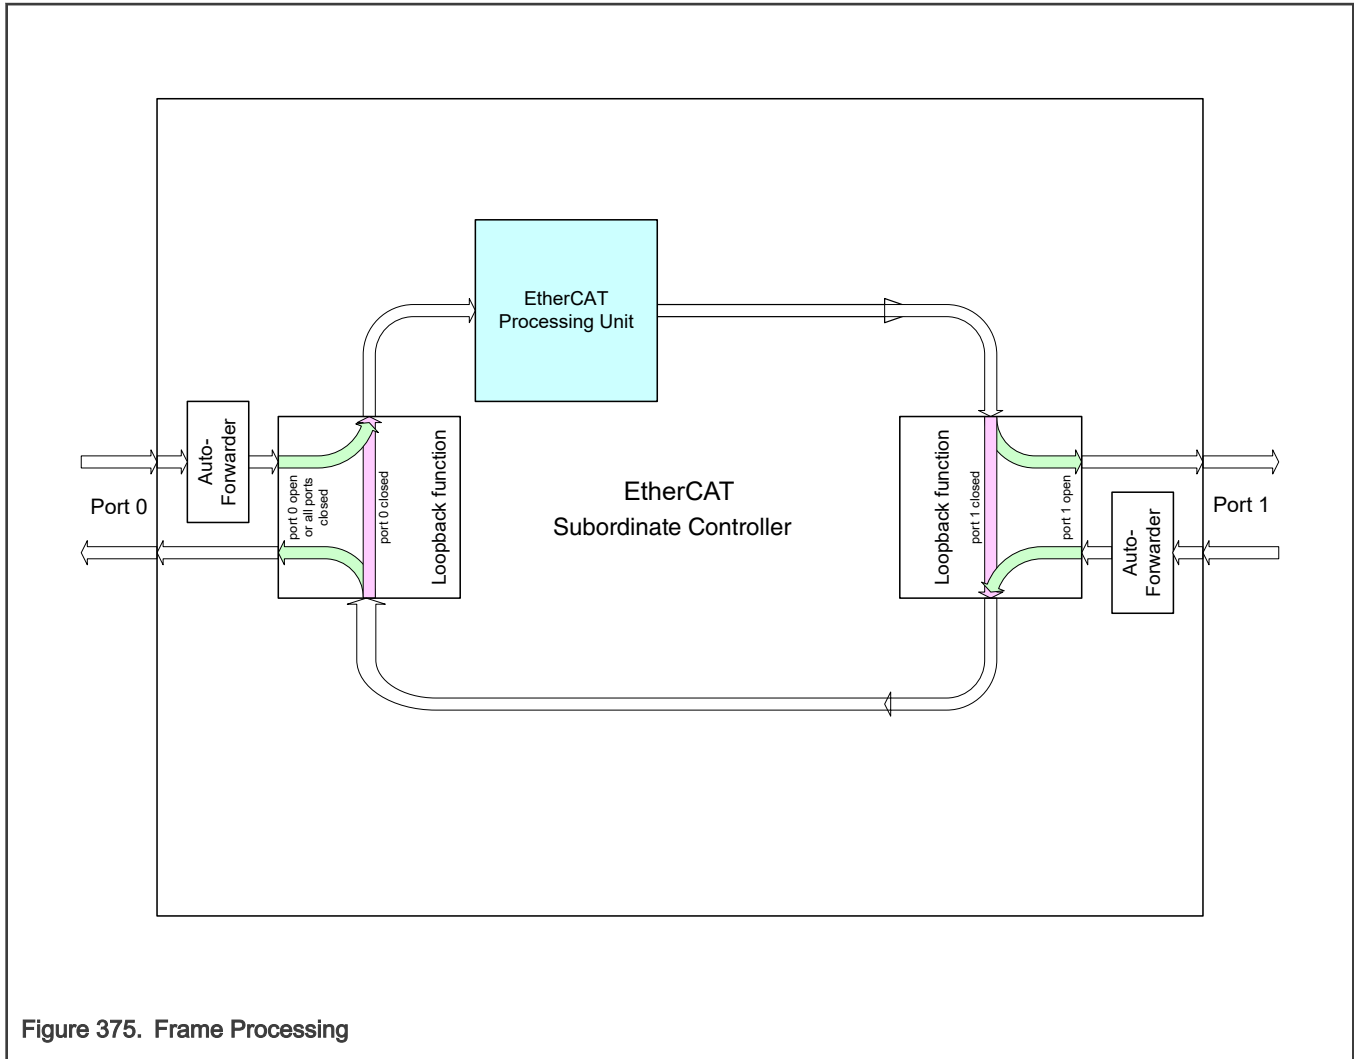 EtherCAT
Processing Unit
Auto-
Forwarder
Port 0
port 0 open
or all ports
closed
port 0 closed
Loopback function
EtherCAT
Subordinate Controller
Loopback function
port 1 closed
port 1 open
Auto-
Forwarder
Port 1
Figure 375. Frame Processing